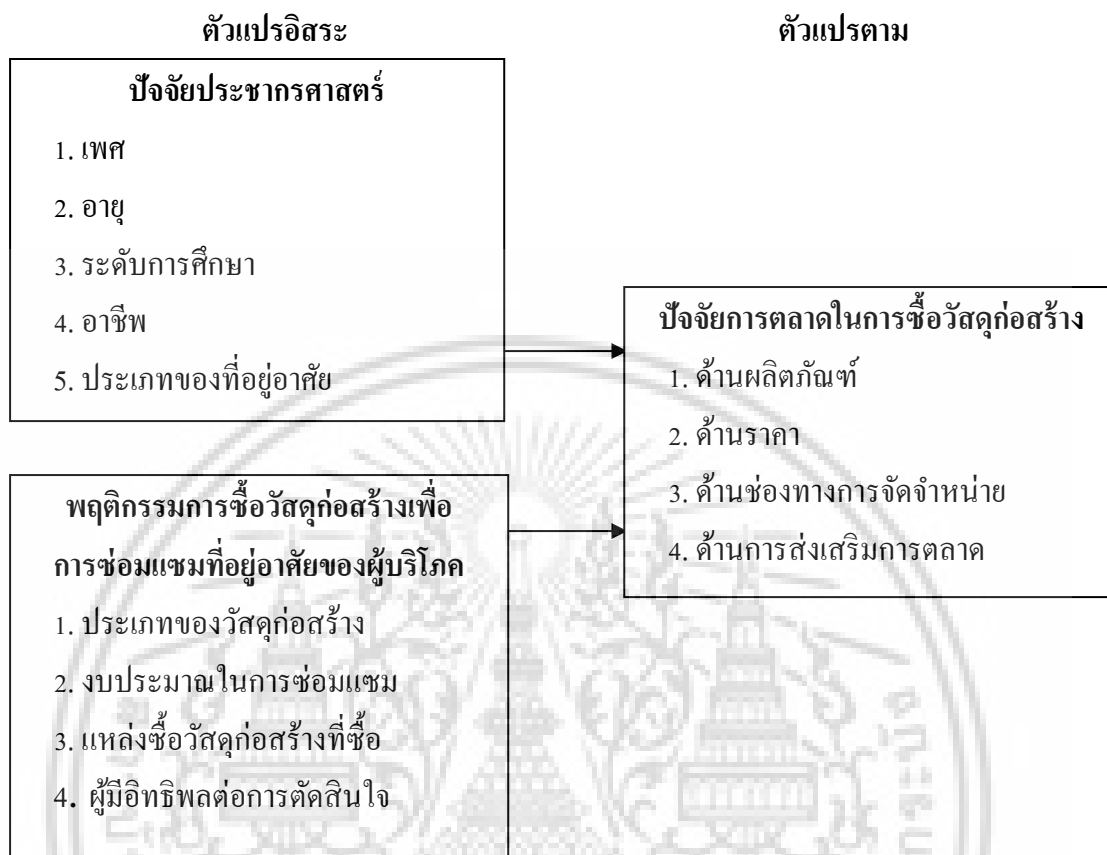 ตัวแปรอิสระ
ปัจจัยประชากรศาสตร์
1. เพศ
2. อายุ
3. ระดับการศึกษา
4. อาชีพ
5. ประเภทของที่อยู่อาศัย
พฤติกรรมการซื้อวัสดุก่อสร้างเพื่อ
การซ่อมแซมที่อยู่อาศัยของผู้บริโภค
1. ประเภทของวัสดุก่อสร้าง
2. งบประมาณในการซ่อมแซม
3. แหล่งซื้อวัสดุก่อสร้างที่ซื้อ
4. ผู้มีอิทธิพลต่อการตัดสินใจ
ตัวแปรตาม
ปัจจัยการตลาดในการซื้อวัสดุก่อสร้าง
1. ด้านผลิตภัณฑ์
2. ด้านราคา
3. ด้านช่องทางการจัดจำหน่าย
4. ด้านการส่งเสริมการตลาด